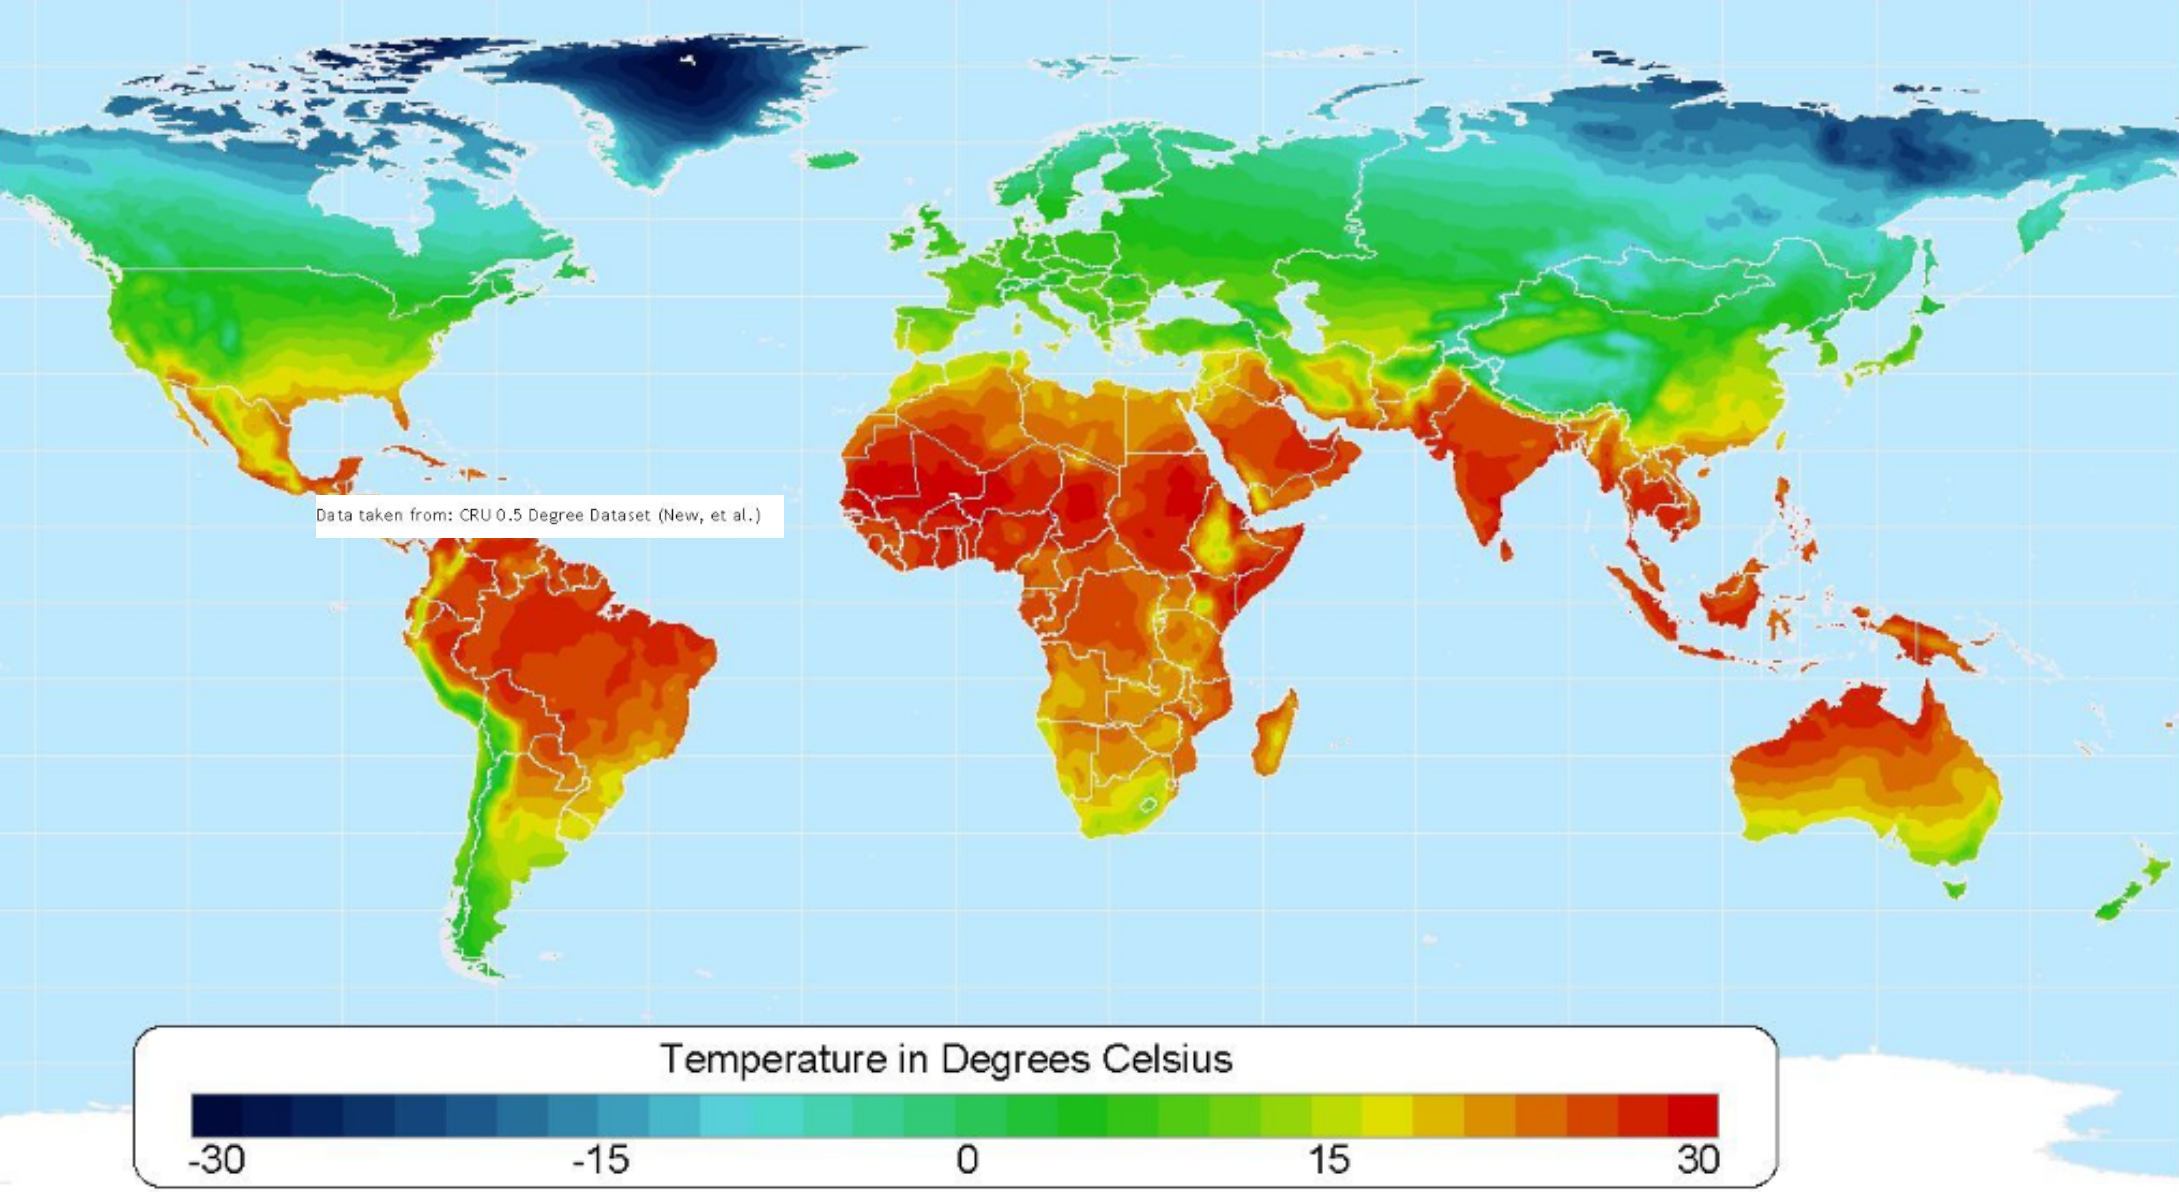 Data taken from: CRU 0.5 Degree Dataset (New, et al.)
Temperature in Degrees Celsius
-30 -15 0 15 30